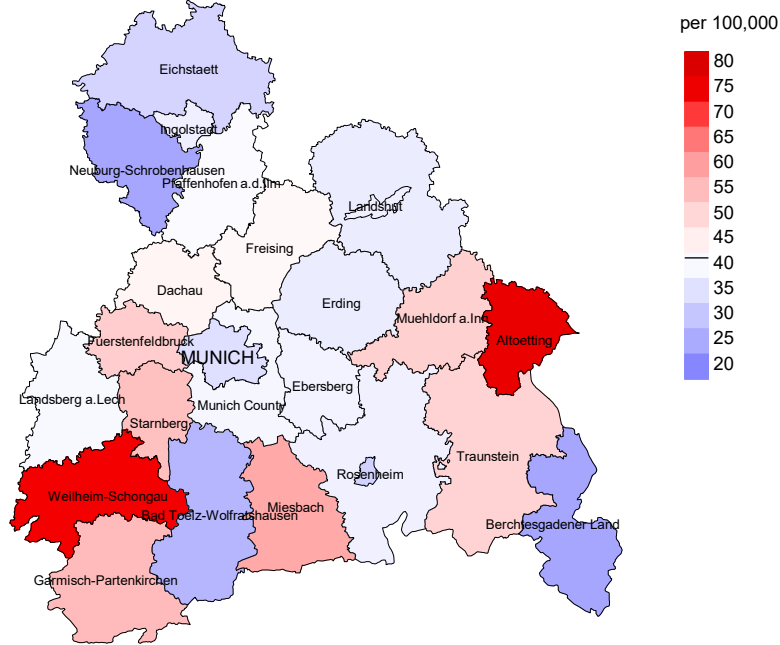 per 100,000
80
75
70
65
60
55
50
45
40
35
30
25
20
Eichstaett
Ingolstadt
Neuburg-Schrobenhausen
Pfaffenhofen a.d.Ilm
Landshut
Freising
Dachau
Erding
Muehldorf a.Inn
Fuerstenfeldbruck
Altoetting
MUNICH
Ebersberg
Landsberg a.Lech
Munich County
Starnberg
Traunstein
Rosenheim
Weilheim-Schongau
Miesbach
Bad Toelz-Wolfratshausen
Berchtesgadener Land
Garmisch-Partenkirchen